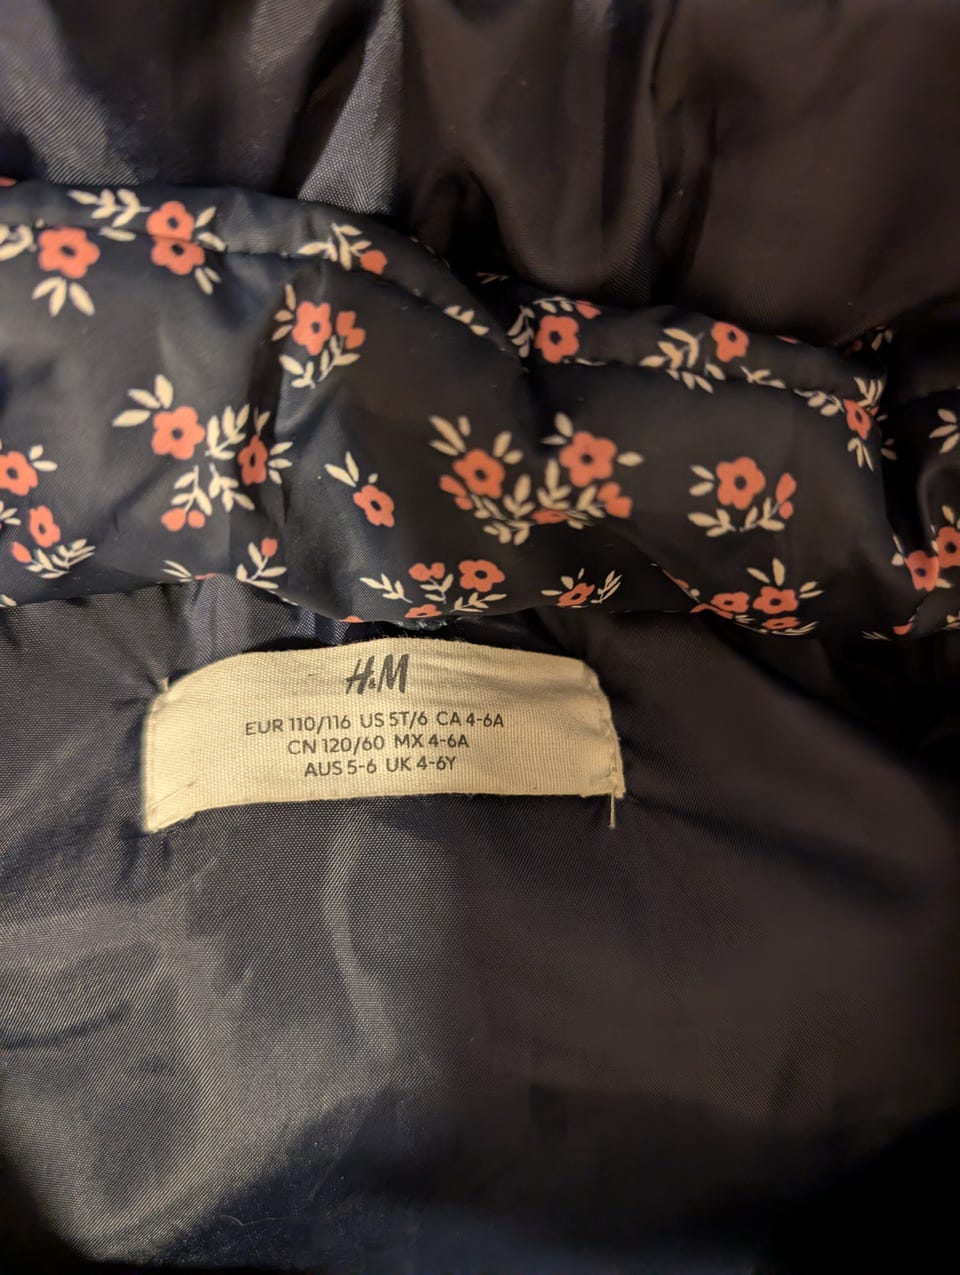 H&M
EUR 110/116 US 5T/6 CA 4-6A
CN 120/60 MX 4-6A
AUS 5-6 UK 4-6Y